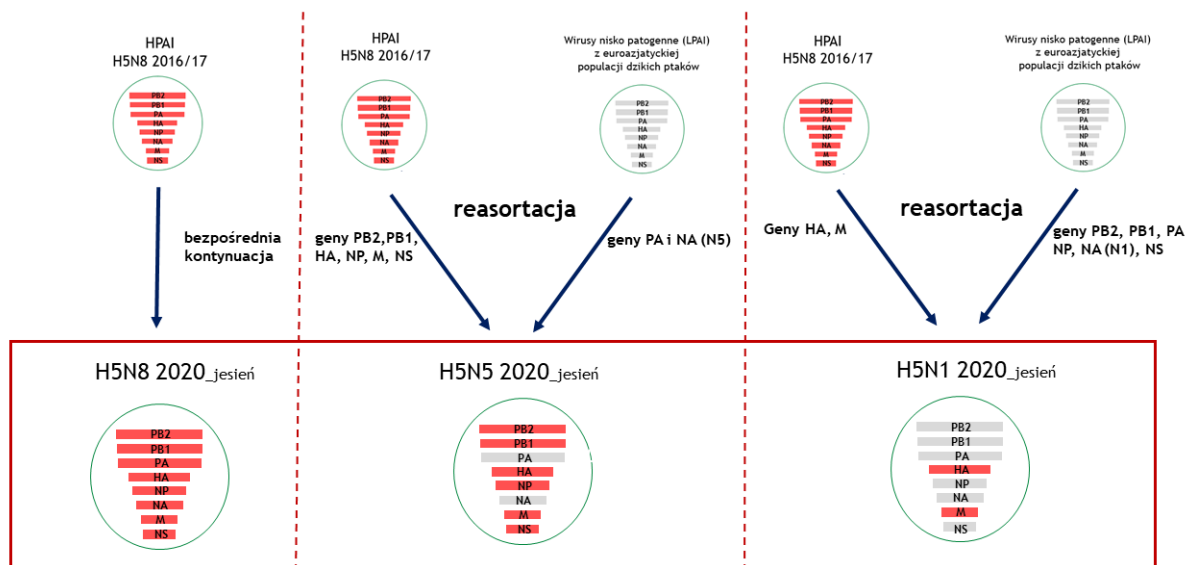 HPAI
H5N8 2016/17
PB2
PB1
PA
HA
NP
NA
M
NS
bezpośrednia
kontynuacja
HPAI
H5N8 2016/17
PB2
PB1
PA
HA
NP
NA
M
NS
Wirusy nisko patogenne (LPAI)
z euroazjatyckiej
populacji dzikich ptaków
PB2
PB1
PA
HA
NP
NA
M
NS
reasortacja
geny PB2,PB1,
HA, NP, M, NS
geny PA i NA (N5)
HPAI
H5N8 2016/17
PB2
PB1
PA
HA
NP
NA
M
NS
Wirusy nisko patogenne (LPAI)
z euroazjatyckiej
populacji dzikich ptaków
PB2
PB1
PA
HA
NP
NA
M
NS
reasortacja
Geny HA, M
geny PB2, PB1, PA
NP, NA (N1), NS
H5N8 2020_jesień
PB2
PB1
PA
HA
NP
NA
M
NS
H5N5 2020_jesień
PB2
PB1
PA
HA
NP
NA
M
NS
H5N1 2020_jesień
PB2
PB1
PA
HA
NP
NA
M
NS